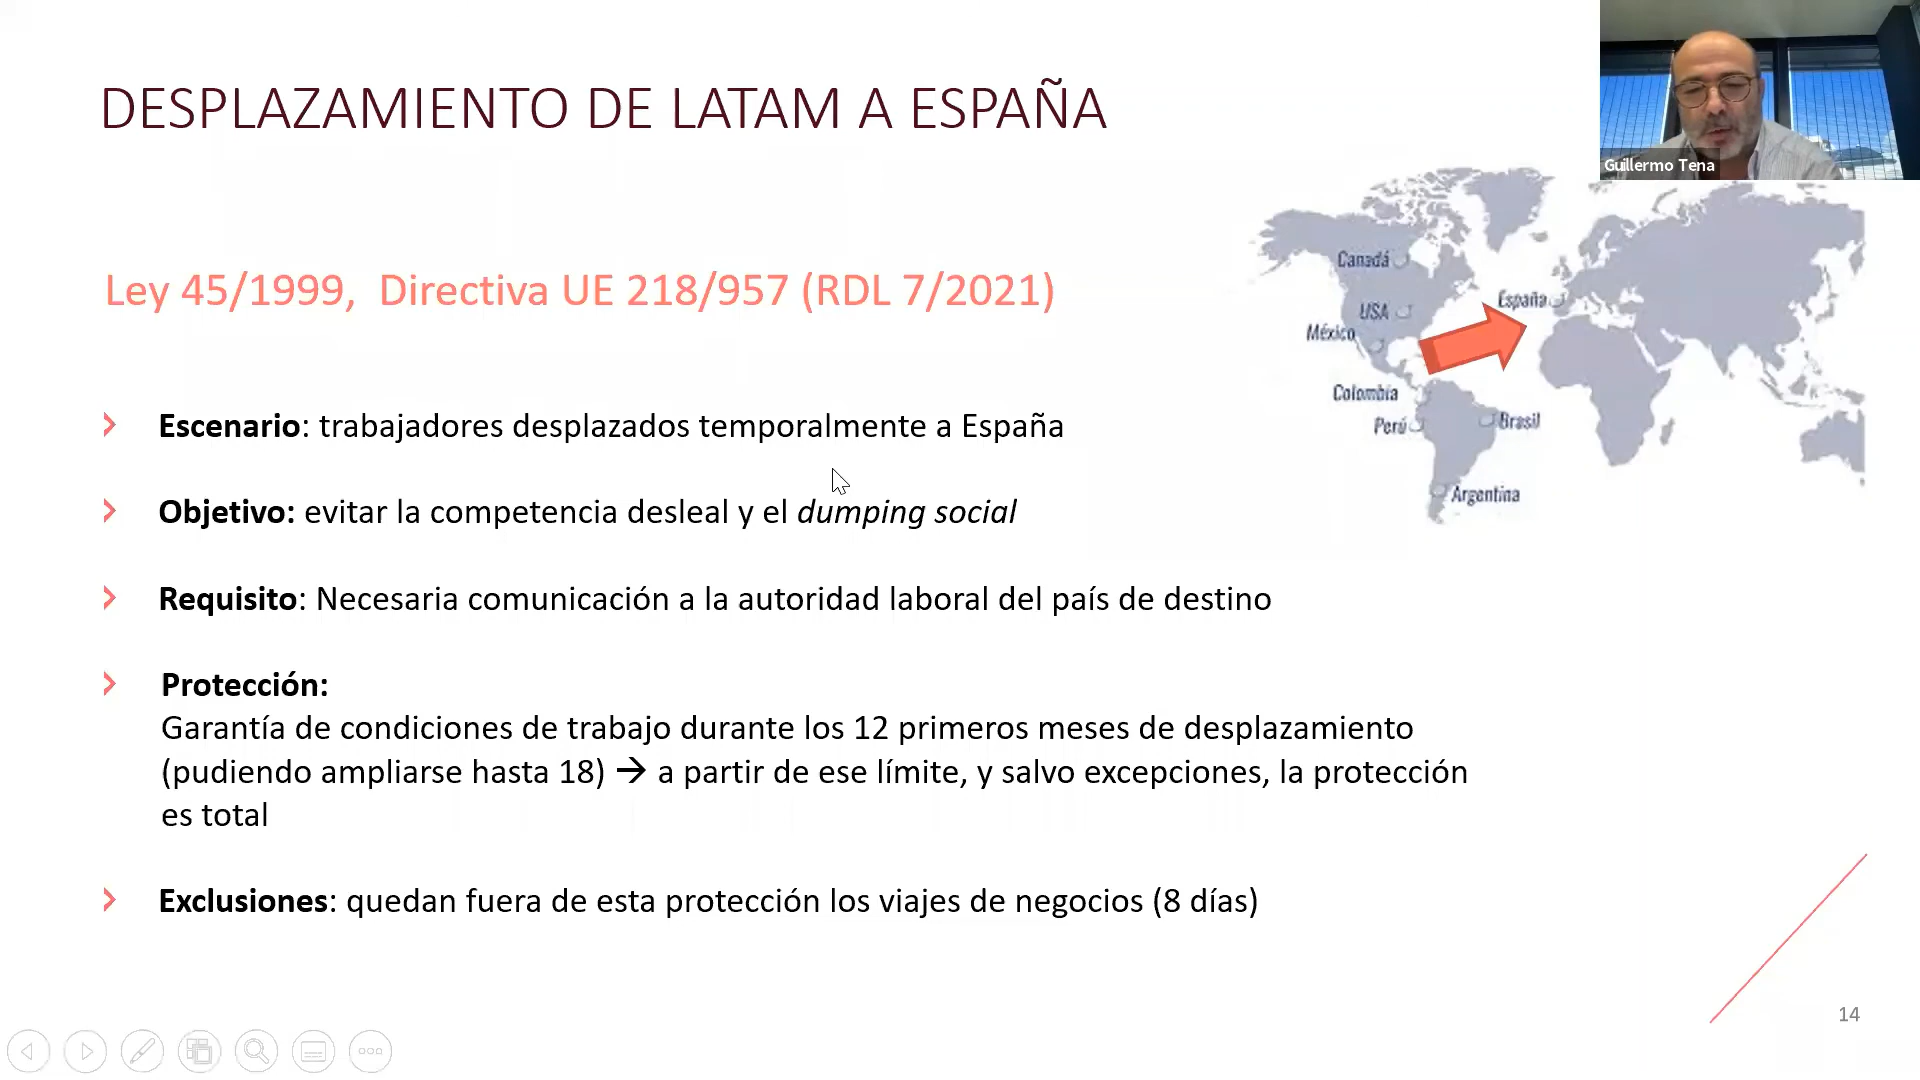 DESPLAZAMIENTO DE LATAM A ESPAÑA
Guillermo Tena
Ley 45/1999, Directiva UE 218/957 (RDL 7/2021)
Canadá
USA
México
España
Colombia
Perú
Brasil
Argentina
Escenario: trabajadores desplazados temporalmente a España
Objetivo: evitar la competencia desleal y el dumping social
Requisito: Necesaria comunicación a la autoridad laboral del país de destino
Protección:
Garantía de condiciones de trabajo durante los 12 primeros meses de desplazamiento
(pudiendo ampliarse hasta 18) → a partir de ese límite, y salvo excepciones, la protección
es total
Exclusiones: quedan fuera de esta protección los viajes de negocios (8 días)
14